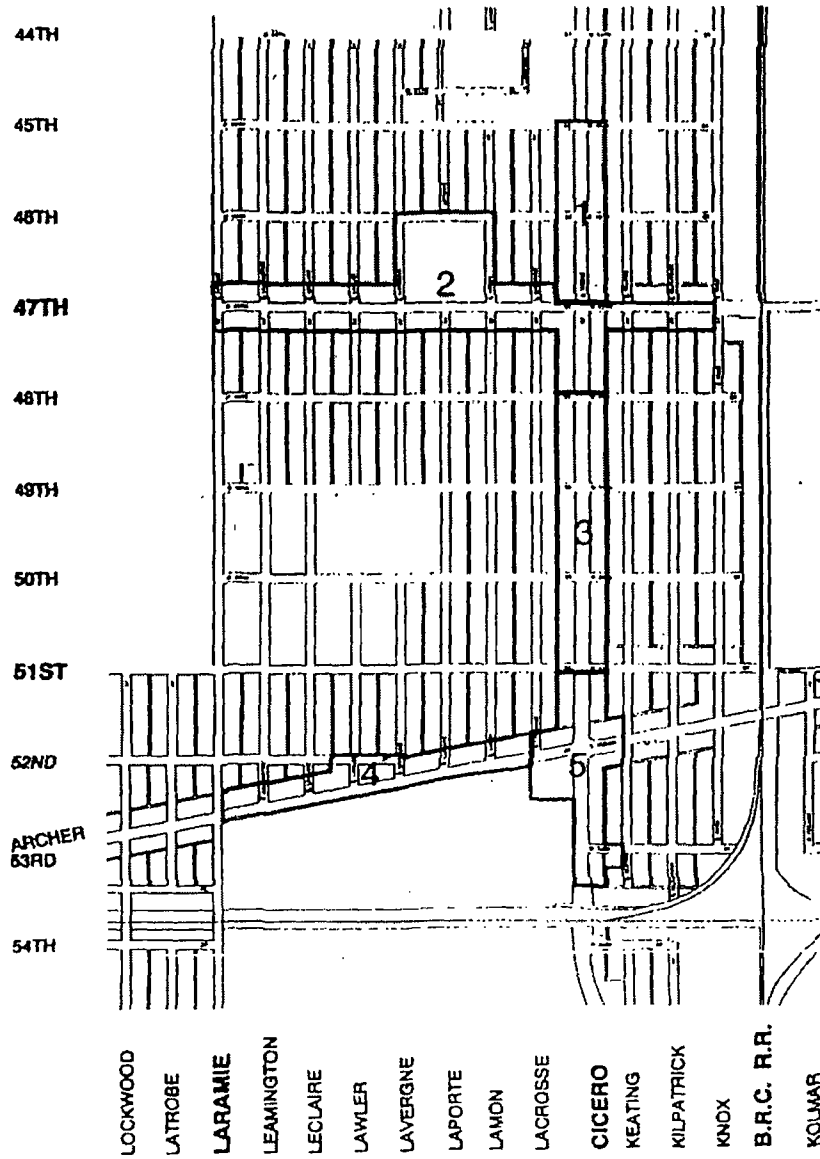 44TH
45TH
48TH
1
2
47TH
48TH
49TH
3
50TH
51ST
52ND
4
5
ARCHER
53RD
54TH
LOCKWOOD
LATROBE
LARAMIE
LEAMINGTON
LECLAIRE
LAWLER
LAVERGNE
LAPORTE
LAMON
LACROSSE
CICERO
KEATING
KILPATRICK
KNOX
B.R.C. R.R.
KOLMAR